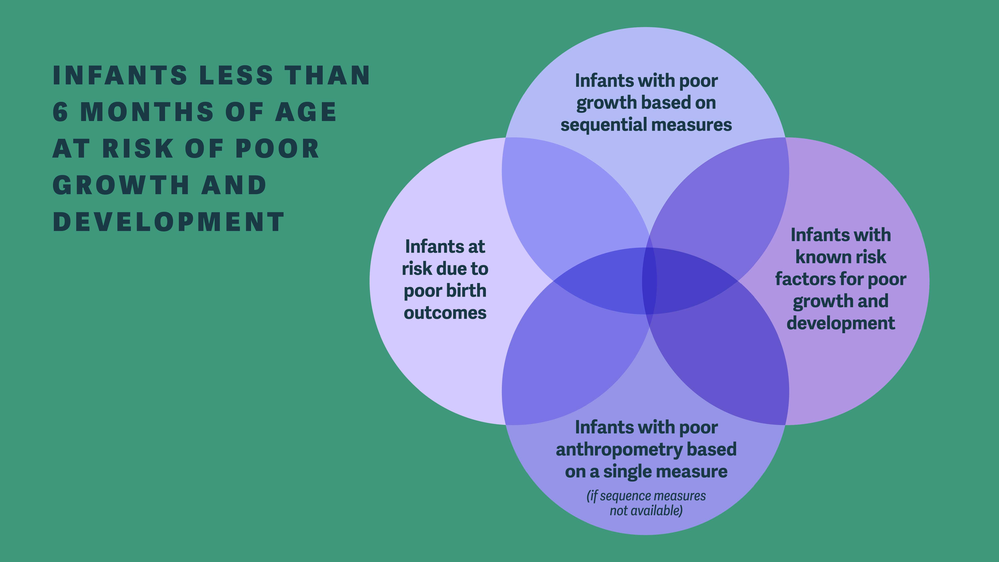 INFANTS LESS THAN
6 MONTHS OF AGE
AT RISK OF POOR
GROWTH AND
DEVELOPMENT
Infants with poor
growth based on
sequential measures
Infants at
risk due to
poor birth
outcomes
Infants with
known risk
factors for poor
growth and
development
Infants with poor
anthropometry based
on a single measure
(if sequence measures
not available)